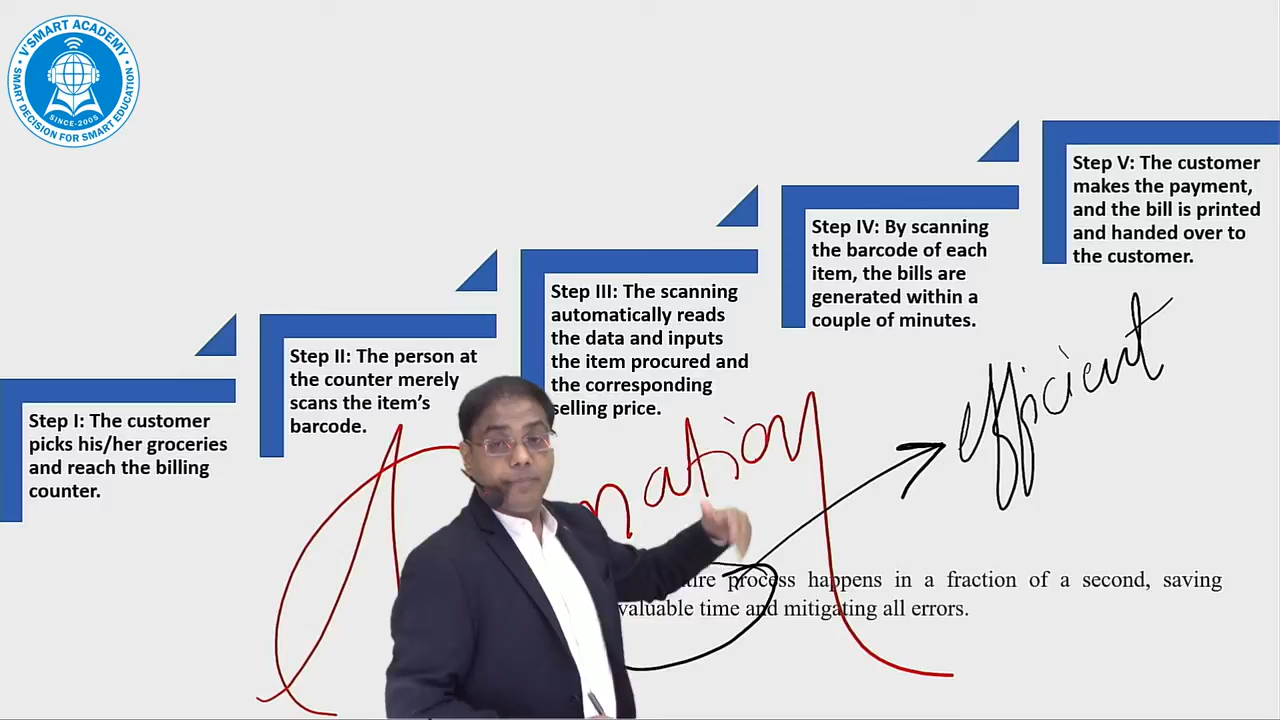 V'SMART ACADEMY
SMART DECISION FOR SMART EDUCATION
SINCE-2005
Step I: The customer
picks his/her groceries
and reach the billing
counter.
Step II: The person at
the counter merely
scans the item's
barcode.
Step III: The scanning
automatically reads
the data and inputs
the item procured and
the corresponding
selling price.
Step IV: By scanning
the barcode of each
item, the bills are
generated within a
couple of minutes.
Step V: The customer
makes the payment,
and the bill is printed
and handed over to
the customer.
efficient
process happens in a fraction of a second, saving
valuable time and mitigating all errors.